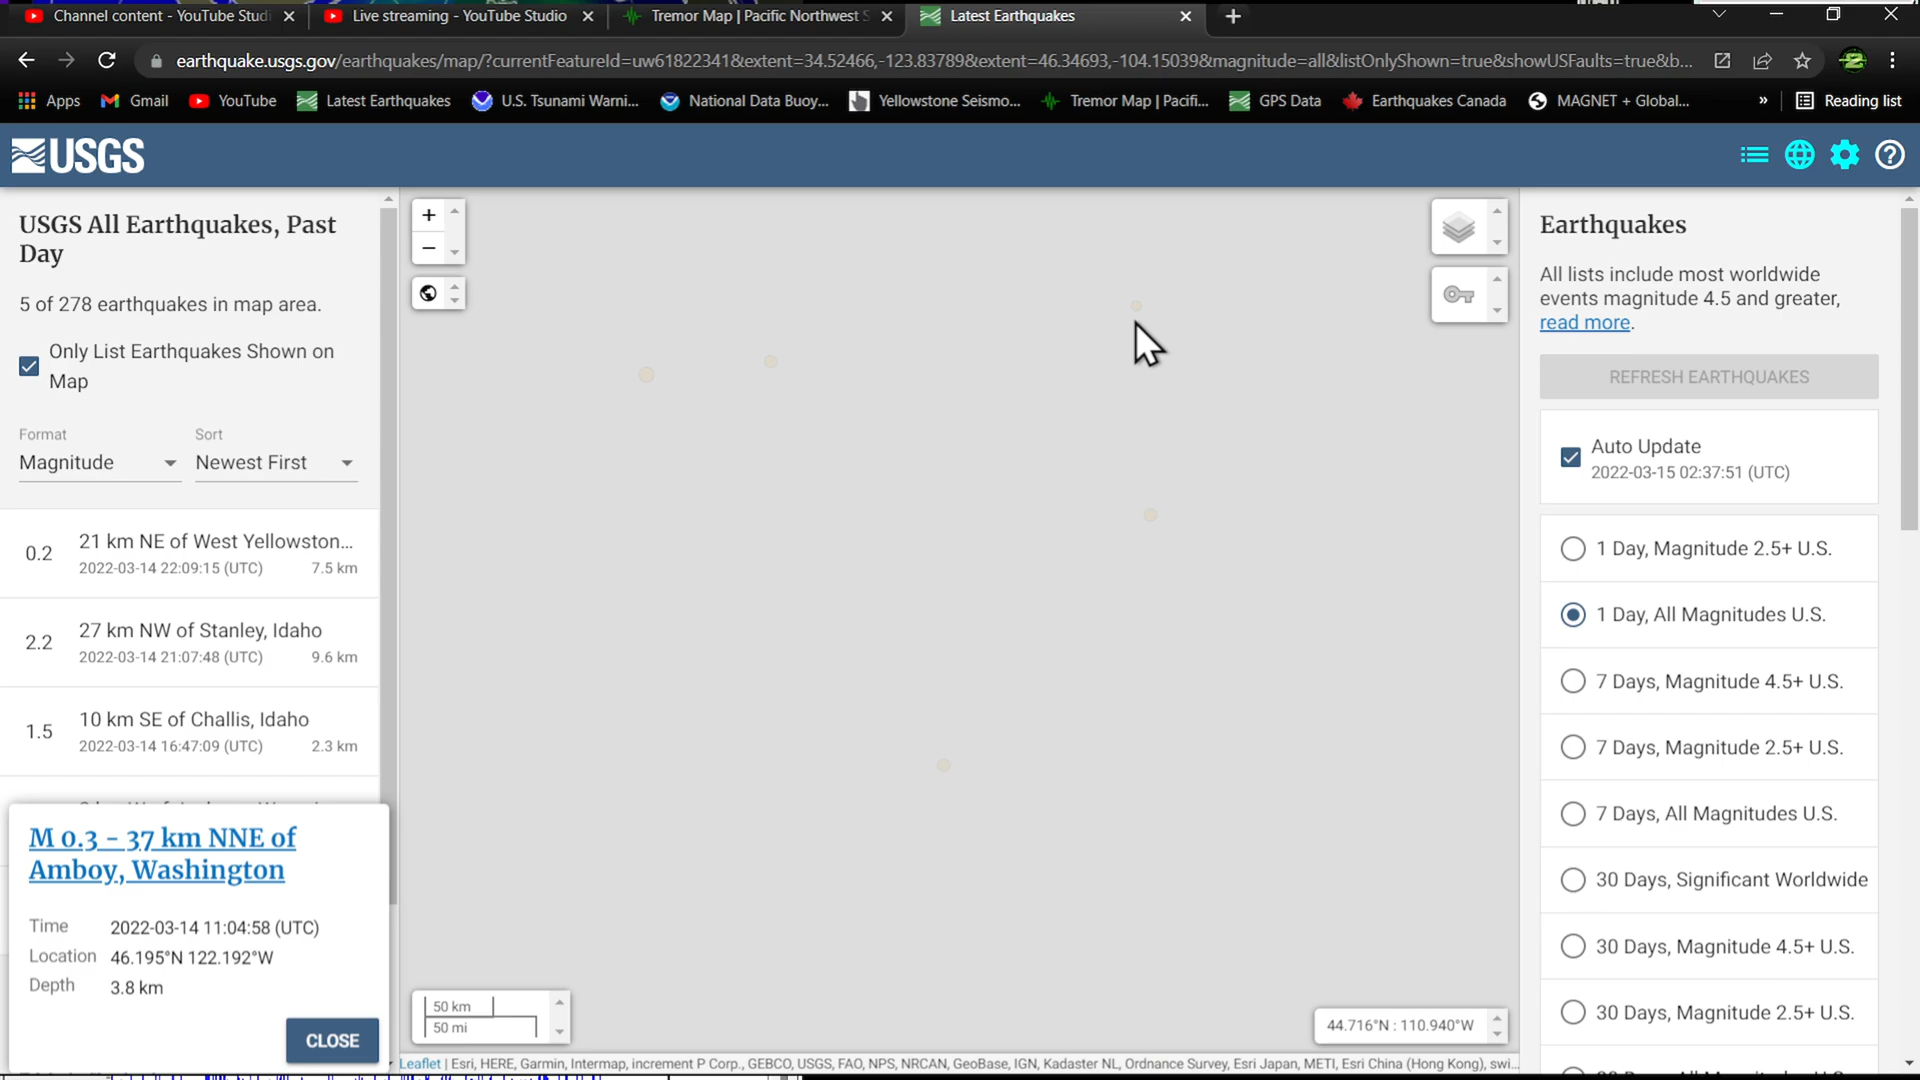 Channel content - YouTube Studi
Live streaming - YouTube Studio
Tremor Map | Pacific Northwest S
Latest Earthquakes
earthquake.usgs.gov/earthquakes/map/?currentFeatureId=uw61822341&extent=34.52466,-123.83789&extent=46.34693,-104.15039&magnitude=all&listOnlyShown=true&showUSFaults=true&b...
Apps
Gmail
YouTube
Latest Earthquakes
U.S. Tsunami Warni...
National Data Buoy...
Yellowstone Seismo...
Tremor Map | Pacifi...
GPS Data
Earthquakes Canada
MAGNET + Global...
»
Reading list
USGS
USGS All Earthquakes, Past
Day
5 of 278 earthquakes in map area.
Only List Earthquakes Shown on
Map
Format
Sort
Magnitude
Newest First
0.2
21 km NE of West Yellowston...
2022-03-14 22:09:15 (UTC)
7.5 km
2.2
27 km NW of Stanley, Idaho
2022-03-14 21:07:48 (UTC)
9.6 km
1.5
10 km SE of Challis, Idaho
2022-03-14 16:47:09 (UTC)
2.3 km
M 0.3 - 37 km NNE of
Amboy, Washington
Time
2022-03-14 11:04:58 (UTC)
Location
46.195°N 122.192°W
Depth
3.8 km
CLOSE
+
−
50 km
50 mi
44.716°N : 110.940°W
Leaflet | Esri, HERE, Garmin, Intermap, increment P Corp., GEBCO, USGS, FAO, NPS, NRCAN, GeoBase, IGN, Kadaster NL, Ordnance Survey, Esri Japan, METI, Esri China (Hong Kong), swi...
Earthquakes
All lists include most worldwide
events magnitude 4.5 and greater,
read more.
REFRESH EARTHQUAKES
Auto Update
2022-03-15 02:37:51 (UTC)
1 Day, Magnitude 2.5+ U.S.
1 Day, All Magnitudes U.S.
7 Days, Magnitude 4.5+ U.S.
7 Days, Magnitude 2.5+ U.S.
7 Days, All Magnitudes U.S.
30 Days, Significant Worldwide
30 Days, Magnitude 4.5+ U.S.
30 Days, Magnitude 2.5+ U.S.